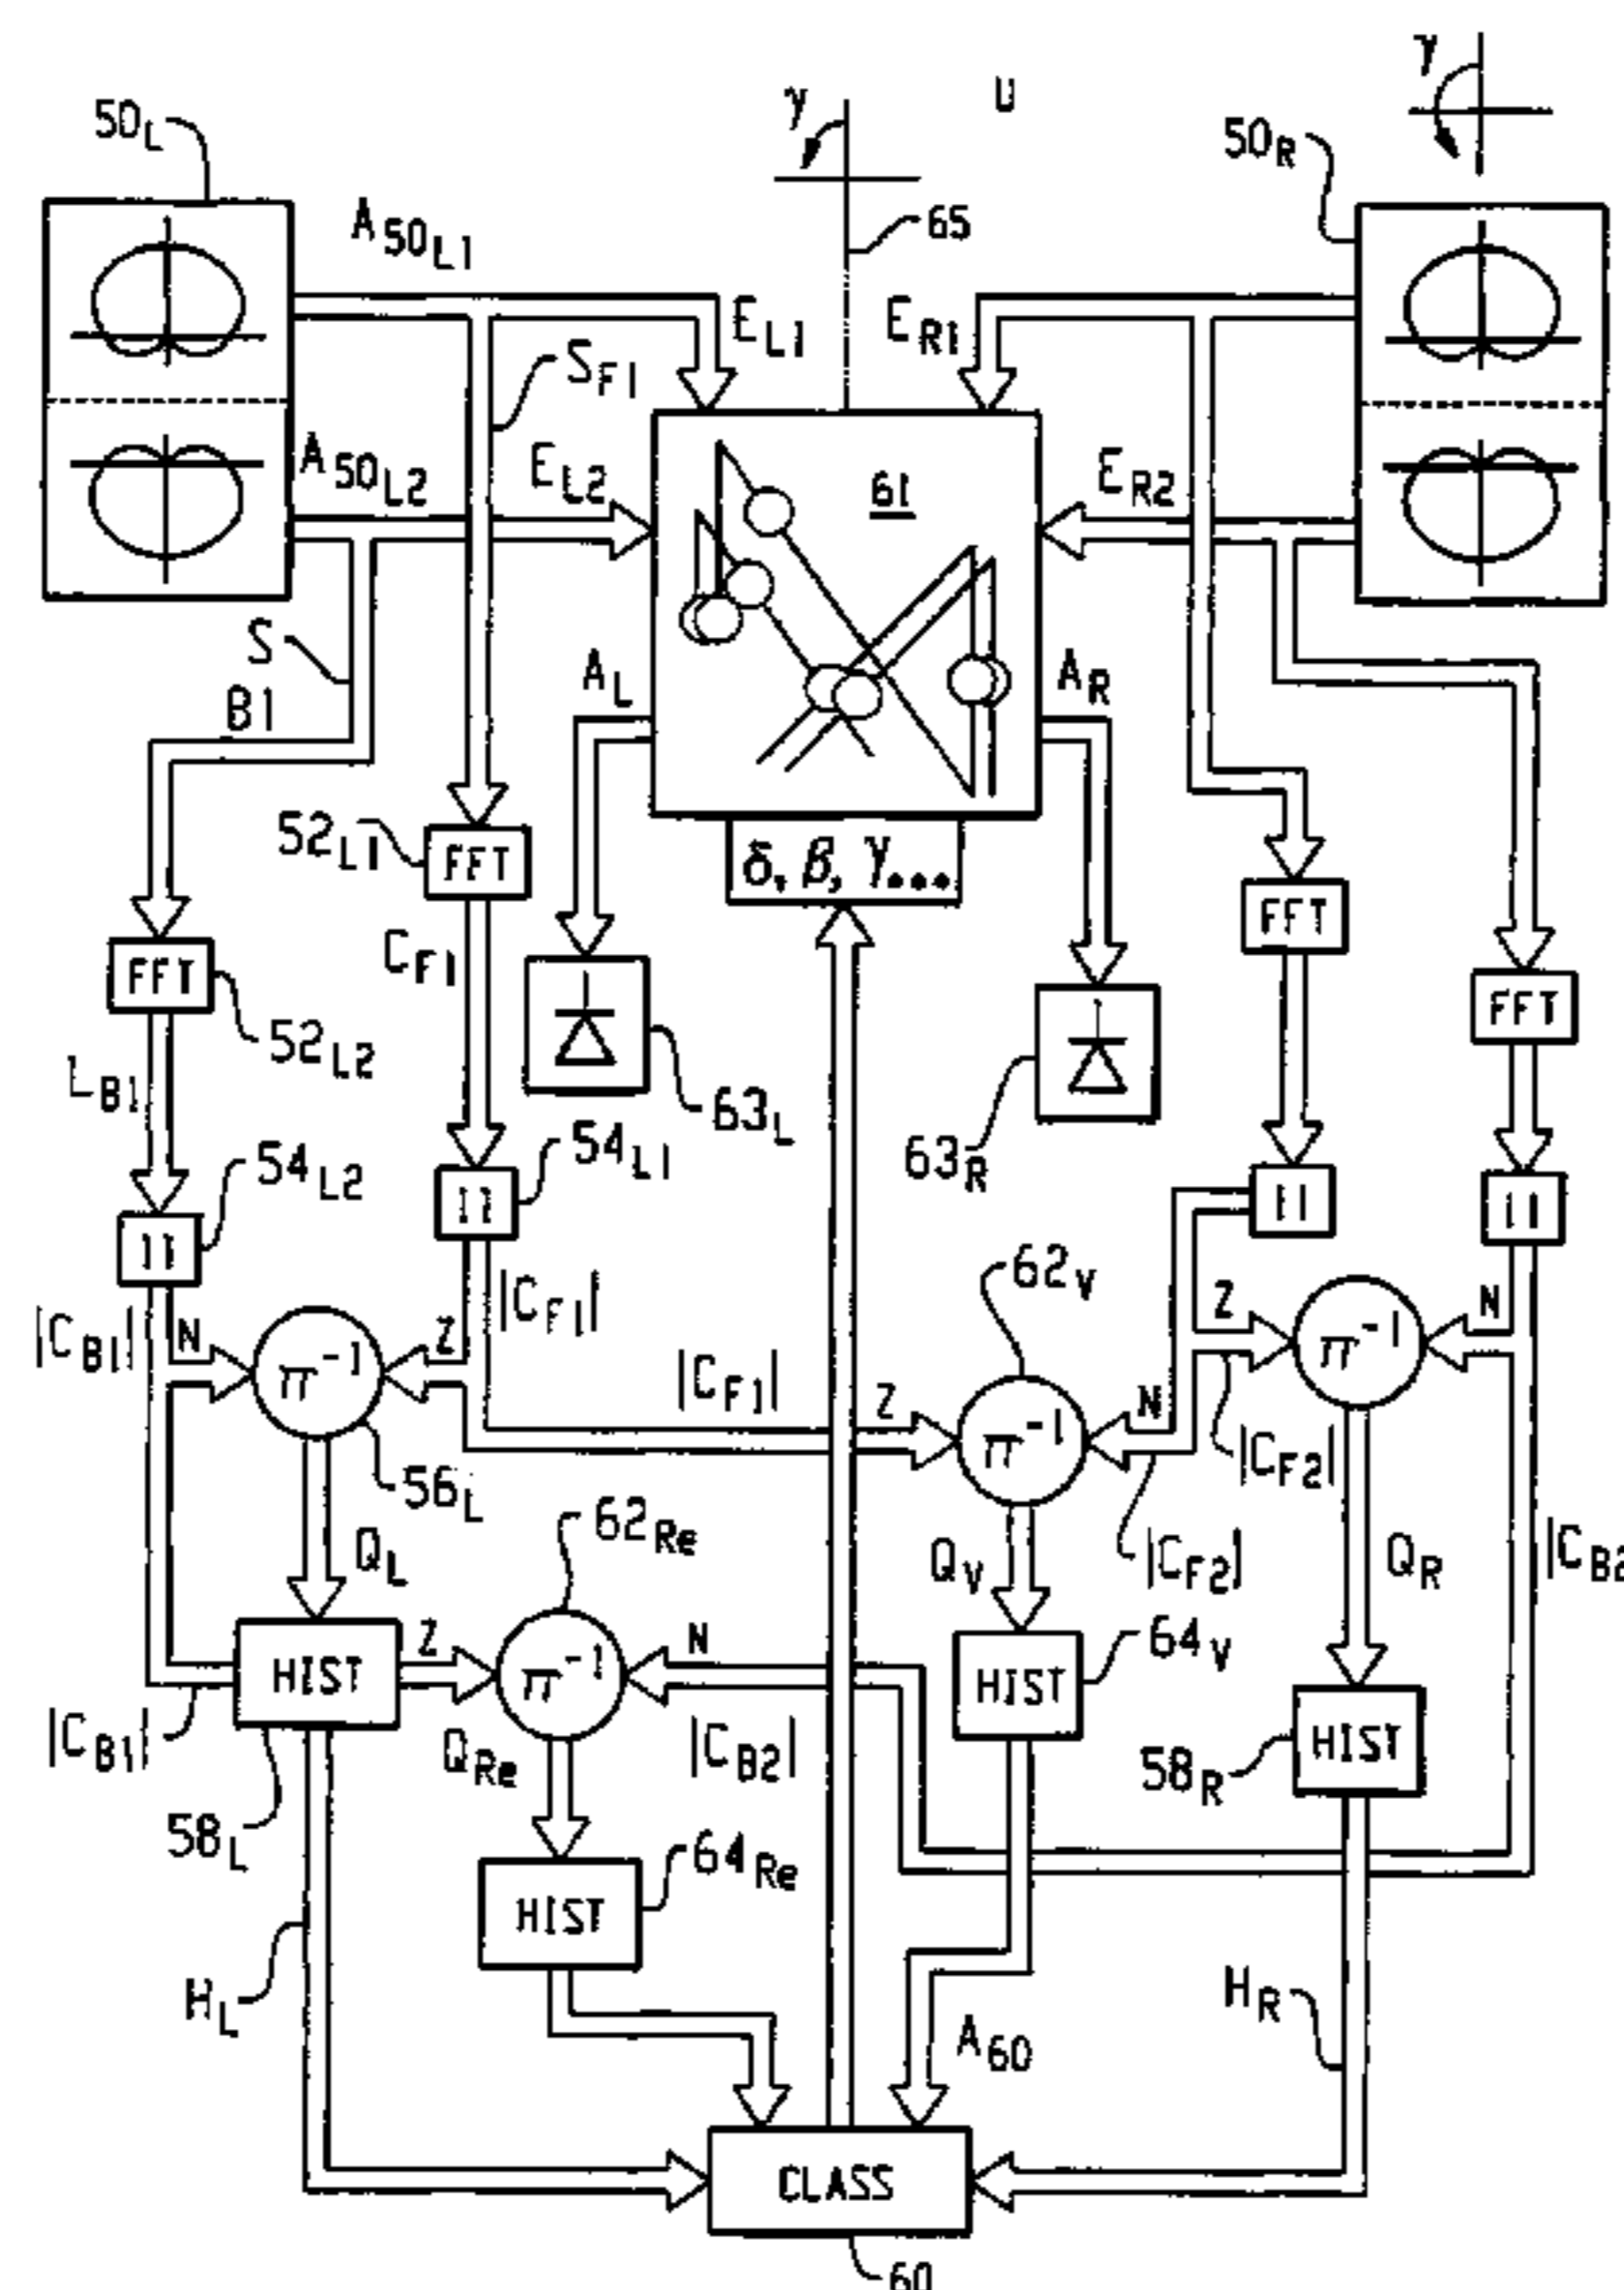 γ
U
γ
50L
50R
A50L1
65
EL1
ER1
SF1
A50L2
EL2
61
ER2
S
B1
AL
AR
52L1
FFT
δ, β, γ...
FFT
CF1
FFT
52L2
FFT
LB1
63L
63R
54L2
54L1
| |
| |
| |
| |
62V
|CB1|
N
π-1
Z
|CF1|
Z
π-1
N
|CF1|
Z
π-1
N
|CF2|
56L
62Re
QL
QV
|CF2|
QR
|CB2
HIST
Z
π-1
N
HIST
64V
|CB1|
QRe
|CB2|
58R
HIST
58L
64Re
HIST
HL
HR
A60
CLASS
60